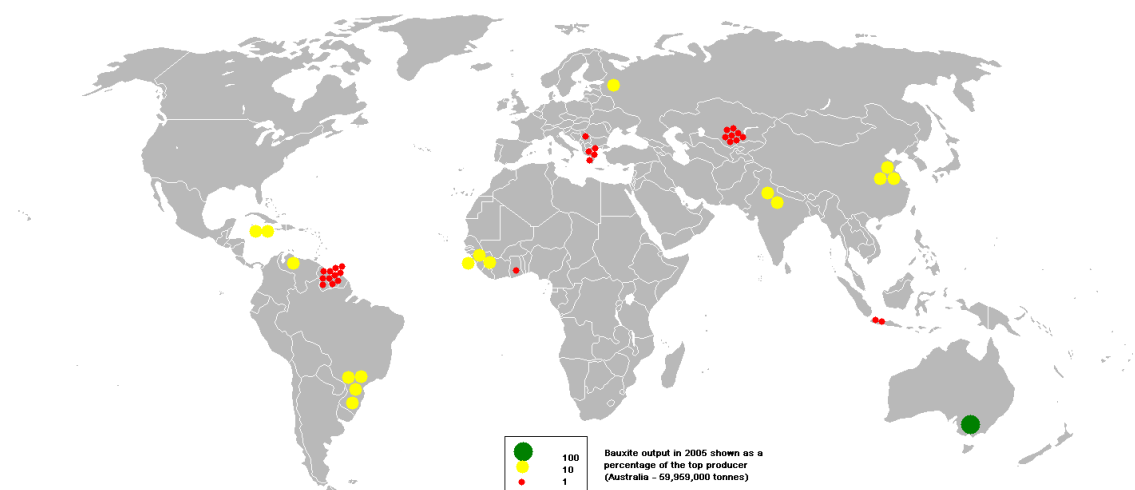 100
10
1
Bauxite output in 2005 shown as a
percentage of the top producer
(Australia - 59,959,000 tonnes)